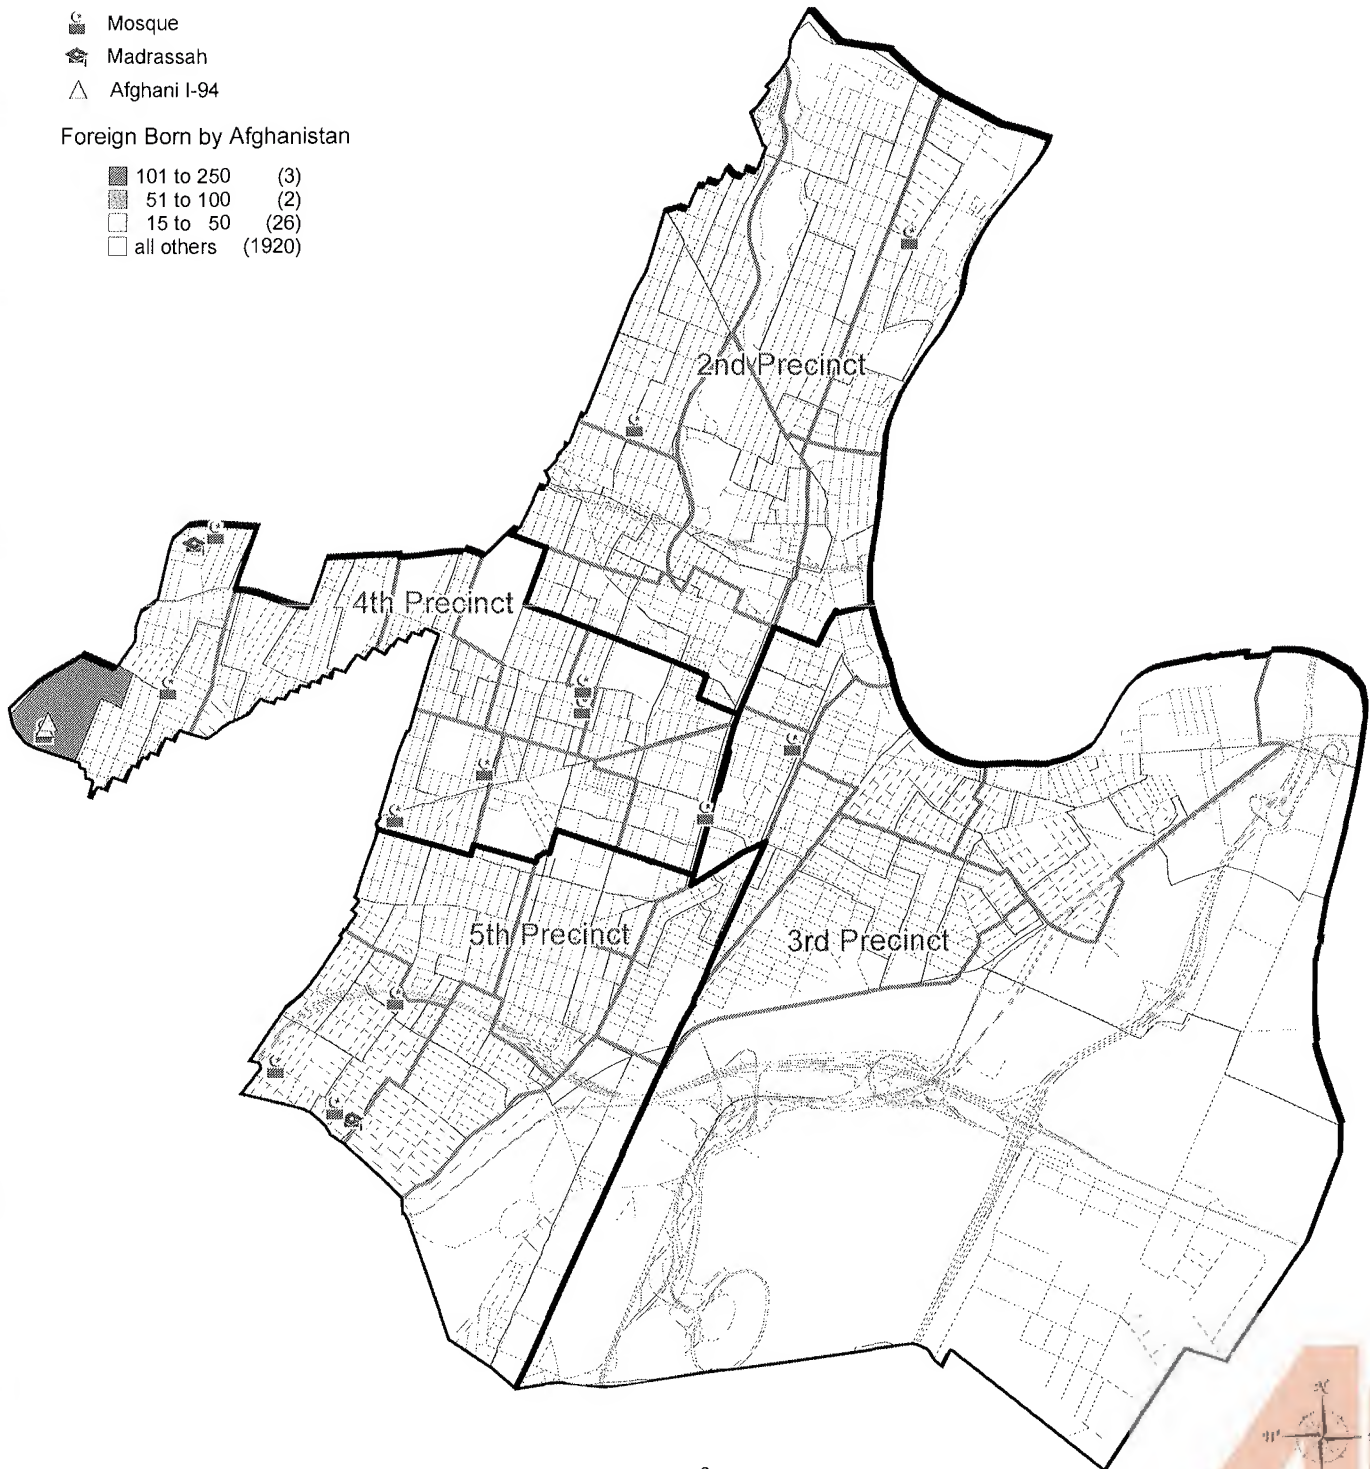 Mosque
Madrassah
Afghani I-94
Foreign Born by Afghanistan
101 to 250 (3)
51 to 100 (2)
15 to 50 (26)
all others (1920)
2nd Precinct
4th Precinct
5th Precinct
3rd Precinct